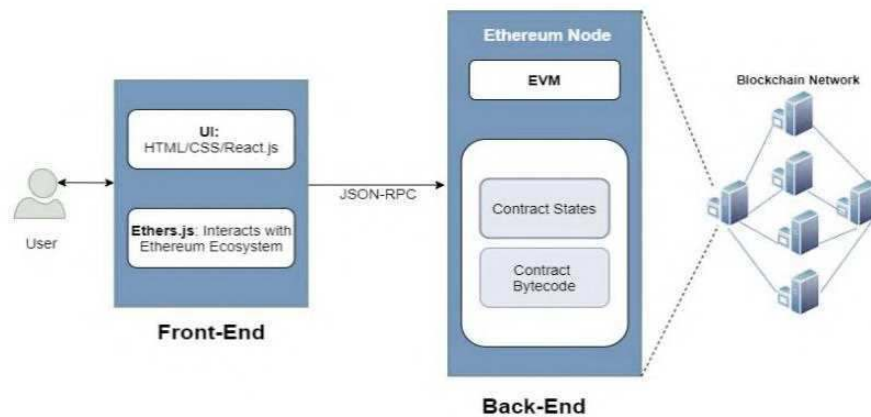 Ethereum Node
EVM
Blockchain Network
UI:
HTML/CSS/React.js
JSON-RPC
Contract States
Ethers.js: Interacts with
Ethereum Ecosystem
User
Contract
Bytecode
Front-End
Back-End